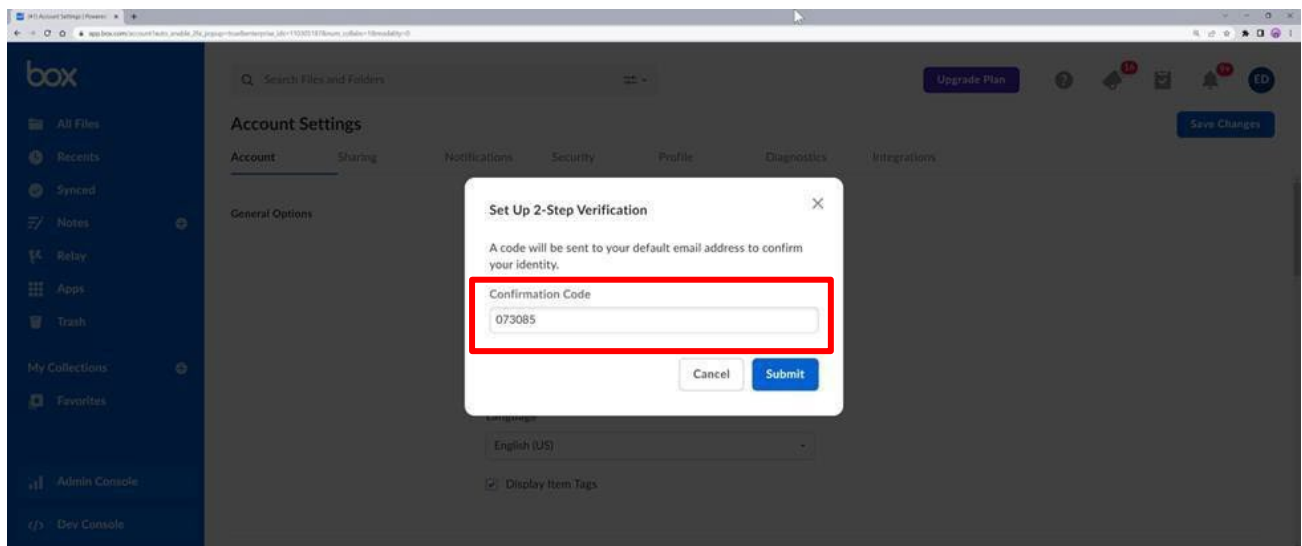 box
Search Files and Folders
Upgrade Plan
16
9+
ED
All Files
Account Settings
Save Changes
Recents
Account Sharing Notifications Security Profile Diagnostics Integrations
Synced
Notes
General Options
Relay
Apps
Trash
My Collections
Favorites
Admin Console
Dev Console
Set Up 2-Step Verification
A code will be sent to your default email address to confirm
your identity.
Confirmation Code
073085
Cancel Submit
Language
English (US)
Display Item Tags